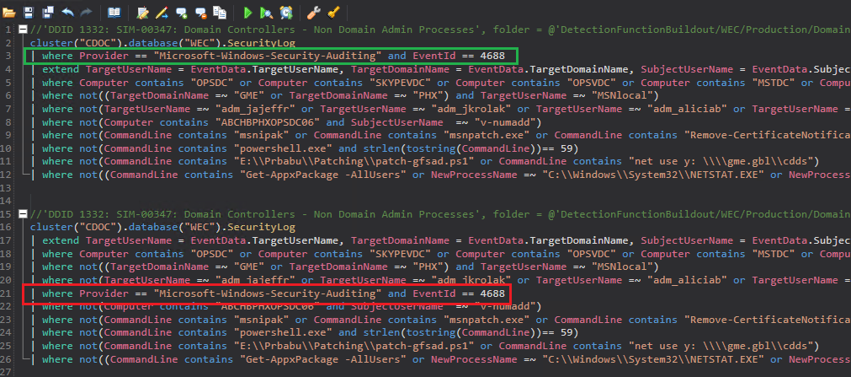 1 //'DDID 1332: SIM-00347: Domain Controllers - Non Domain Admin Processes', folder = @'DetectionFunctionBuildout/WEC/Production/Domain
2 cluster("CDOC").database("WEC").SecurityLog
3 | where Provider == "Microsoft-Windows-Security-Auditing" and EventId == 4688
4 | extend TargetUserName = EventData.TargetUserName, TargetDomainName = EventData.TargetDomainName, SubjectUserName = EventData.Subjec
5 | where Computer contains "OPSDC" or Computer contains "SKYPEVDC" or Computer contains "OPSVDC" or Computer contains "MSTDC" or Compu
6 | where not((TargetDomainName =~ "GME" or TargetDomainName =~ "PHX") and TargetUserName =~ "MSNlocal")
7 | where not(TargetUserName =~ "adm_jajeffr" or TargetUserName =~ "adm_jkrolak" or TargetUserName =~ "adm_aliciab" or TargetUserName =
8 | where not(Computer contains "ABCHBPHXOPSDC06" and SubjectUserName =~ "v-numadd")
9 | where not(CommandLine contains "msnipak" or CommandLine contains "msnpatch.exe" or CommandLine contains "Remove-CertificateNotifica
10 | where not(CommandLine contains "powershell.exe" and strlen(tostring(CommandLine))== 59)
11 | where not(CommandLine contains "E:\\Prbabu\\Patching\\patch-gfsad.ps1" or CommandLine contains "net use y: \\\\gme.gbl\\cdds")
12 | where not((CommandLine contains "Get-AppxPackage -AllUsers" or NewProcessName =~ "C:\\Windows\\System32\\NETSTAT.EXE" or NewProcess
13
14
15 //'DDID 1332: SIM-00347: Domain Controllers - Non Domain Admin Processes', folder = @'DetectionFunctionBuildout/WEC/Production/Domain
16 cluster("CDOC").database("WEC").SecurityLog
17 | extend TargetUserName = EventData.TargetUserName, TargetDomainName = EventData.TargetDomainName, SubjectUserName = EventData.Subjec
18 | where Computer contains "OPSDC" or Computer contains "SKYPEVDC" or Computer contains "OPSVDC" or Computer contains "MSTDC" or Compu
19 | where not((TargetDomainName =~ "GME" or TargetDomainName =~ "PHX") and TargetUserName =~ "MSNlocal")
20 | where not(TargetUserName =~ "adm_jajeffr" or TargetUserName =~ "adm_jkrolak" or TargetUserName =~ "adm_aliciab" or TargetUserName =
21 | where Provider == "Microsoft-Windows-Security-Auditing" and EventId == 4688
22 | where not(Computer contains "ABCHBPHXOPSDC06" and SubjectUserName =~ "v-numadd")
23 | where not(CommandLine contains "msnipak" or CommandLine contains "msnpatch.exe" or CommandLine contains "Remove-CertificateNotifica
24 | where not(CommandLine contains "powershell.exe" and strlen(tostring(CommandLine))== 59)
25 | where not(CommandLine contains "E:\\Prbabu\\Patching\\patch-gfsad.ps1" or CommandLine contains "net use y: \\\\gme.gbl\\cdds")
26 | where not((CommandLine contains "Get-AppxPackage -AllUsers" or NewProcessName =~ "C:\\Windows\\System32\\NETSTAT.EXE" or NewProcess
27